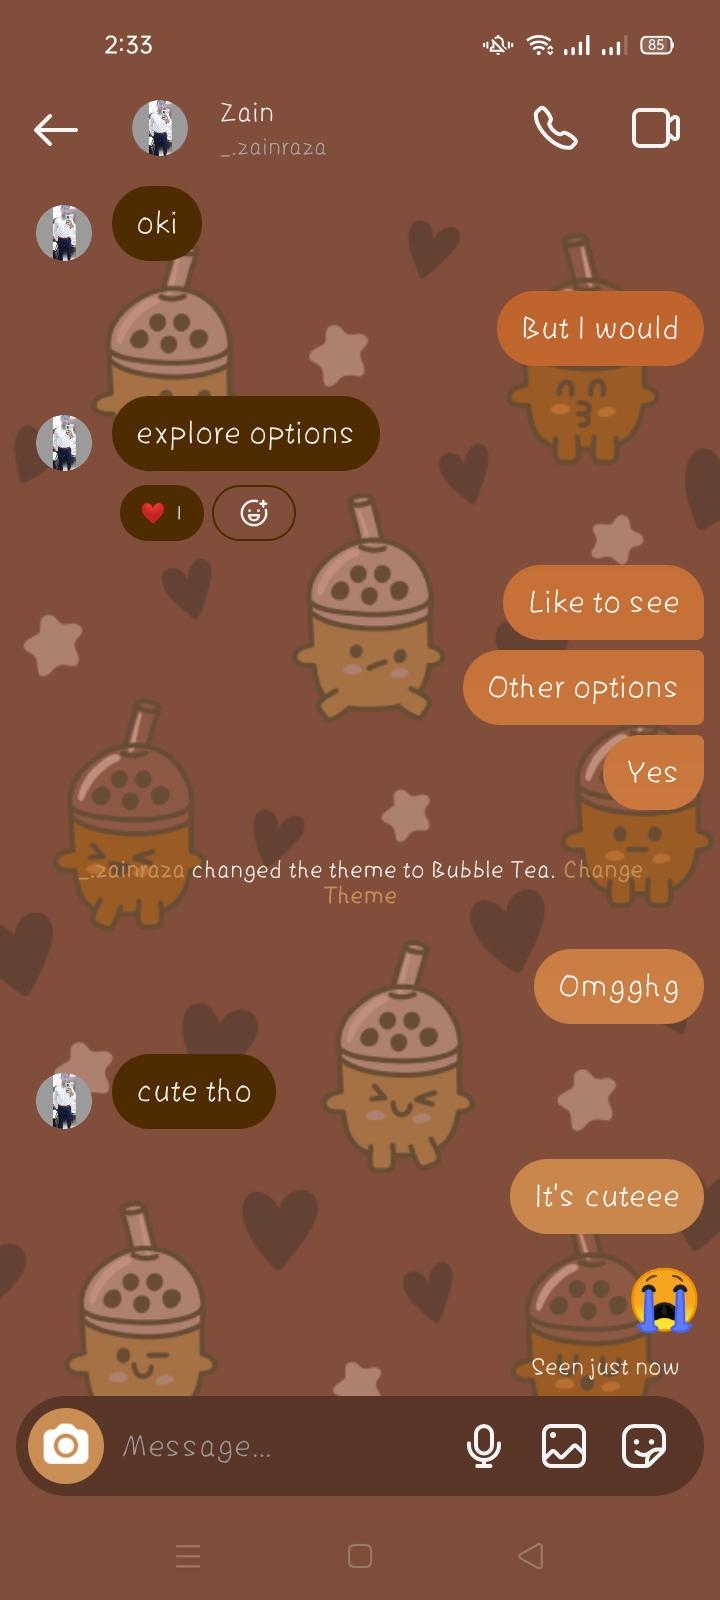 2:33
85
Zain
_.zainraza
oki
But I would
explore options
❤️ 1
Like to see
Other options
Yes
_.zainraza changed the theme to Bubble Tea. Change
Theme
Omgghg
cute tho
It's cuteee
😭
Seen just now
Message...